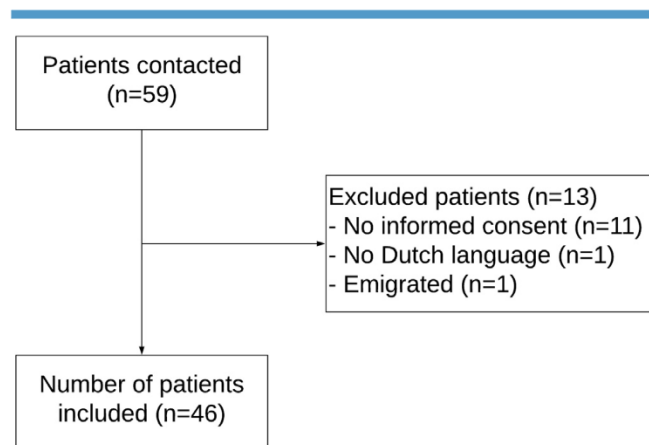 Patients contacted
(n=59)
Excluded patients (n=13)
- No informed consent (n=11)
- No Dutch language (n=1)
- Emigrated (n=1)
Number of patients
included (n=46)